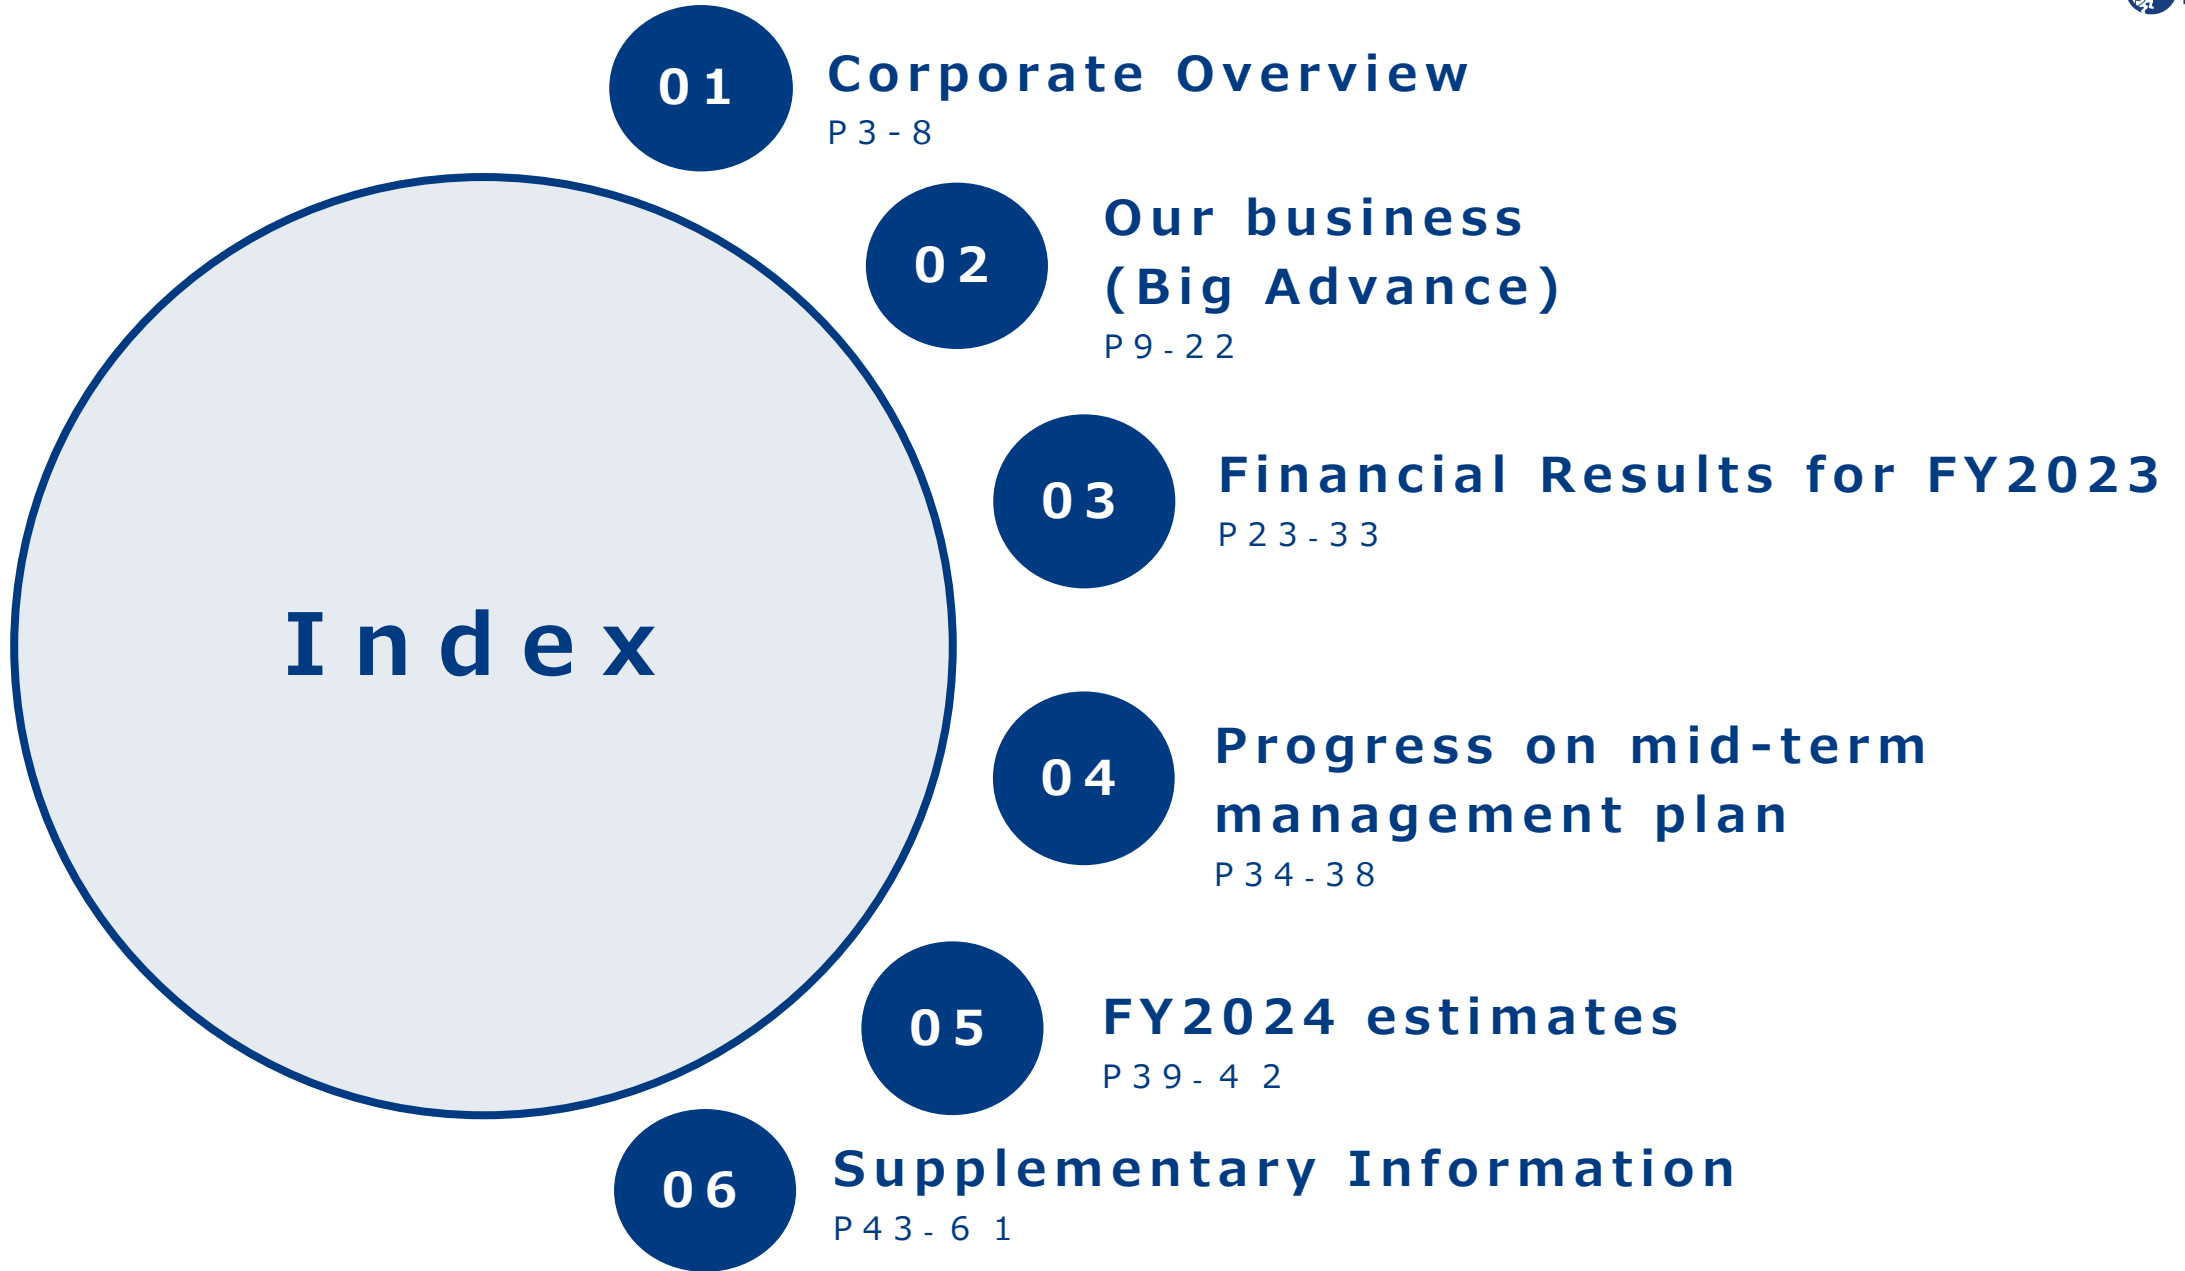 01
Corporate Overview
P3-8
02
Our business
(Big Advance)
P9-22
03
Financial Results for FY2023
P23-33
Index
04
Progress on mid-term
management plan
P34-38
05
FY2024 estimates
P39-42
06
Supplementary Information
P43-61